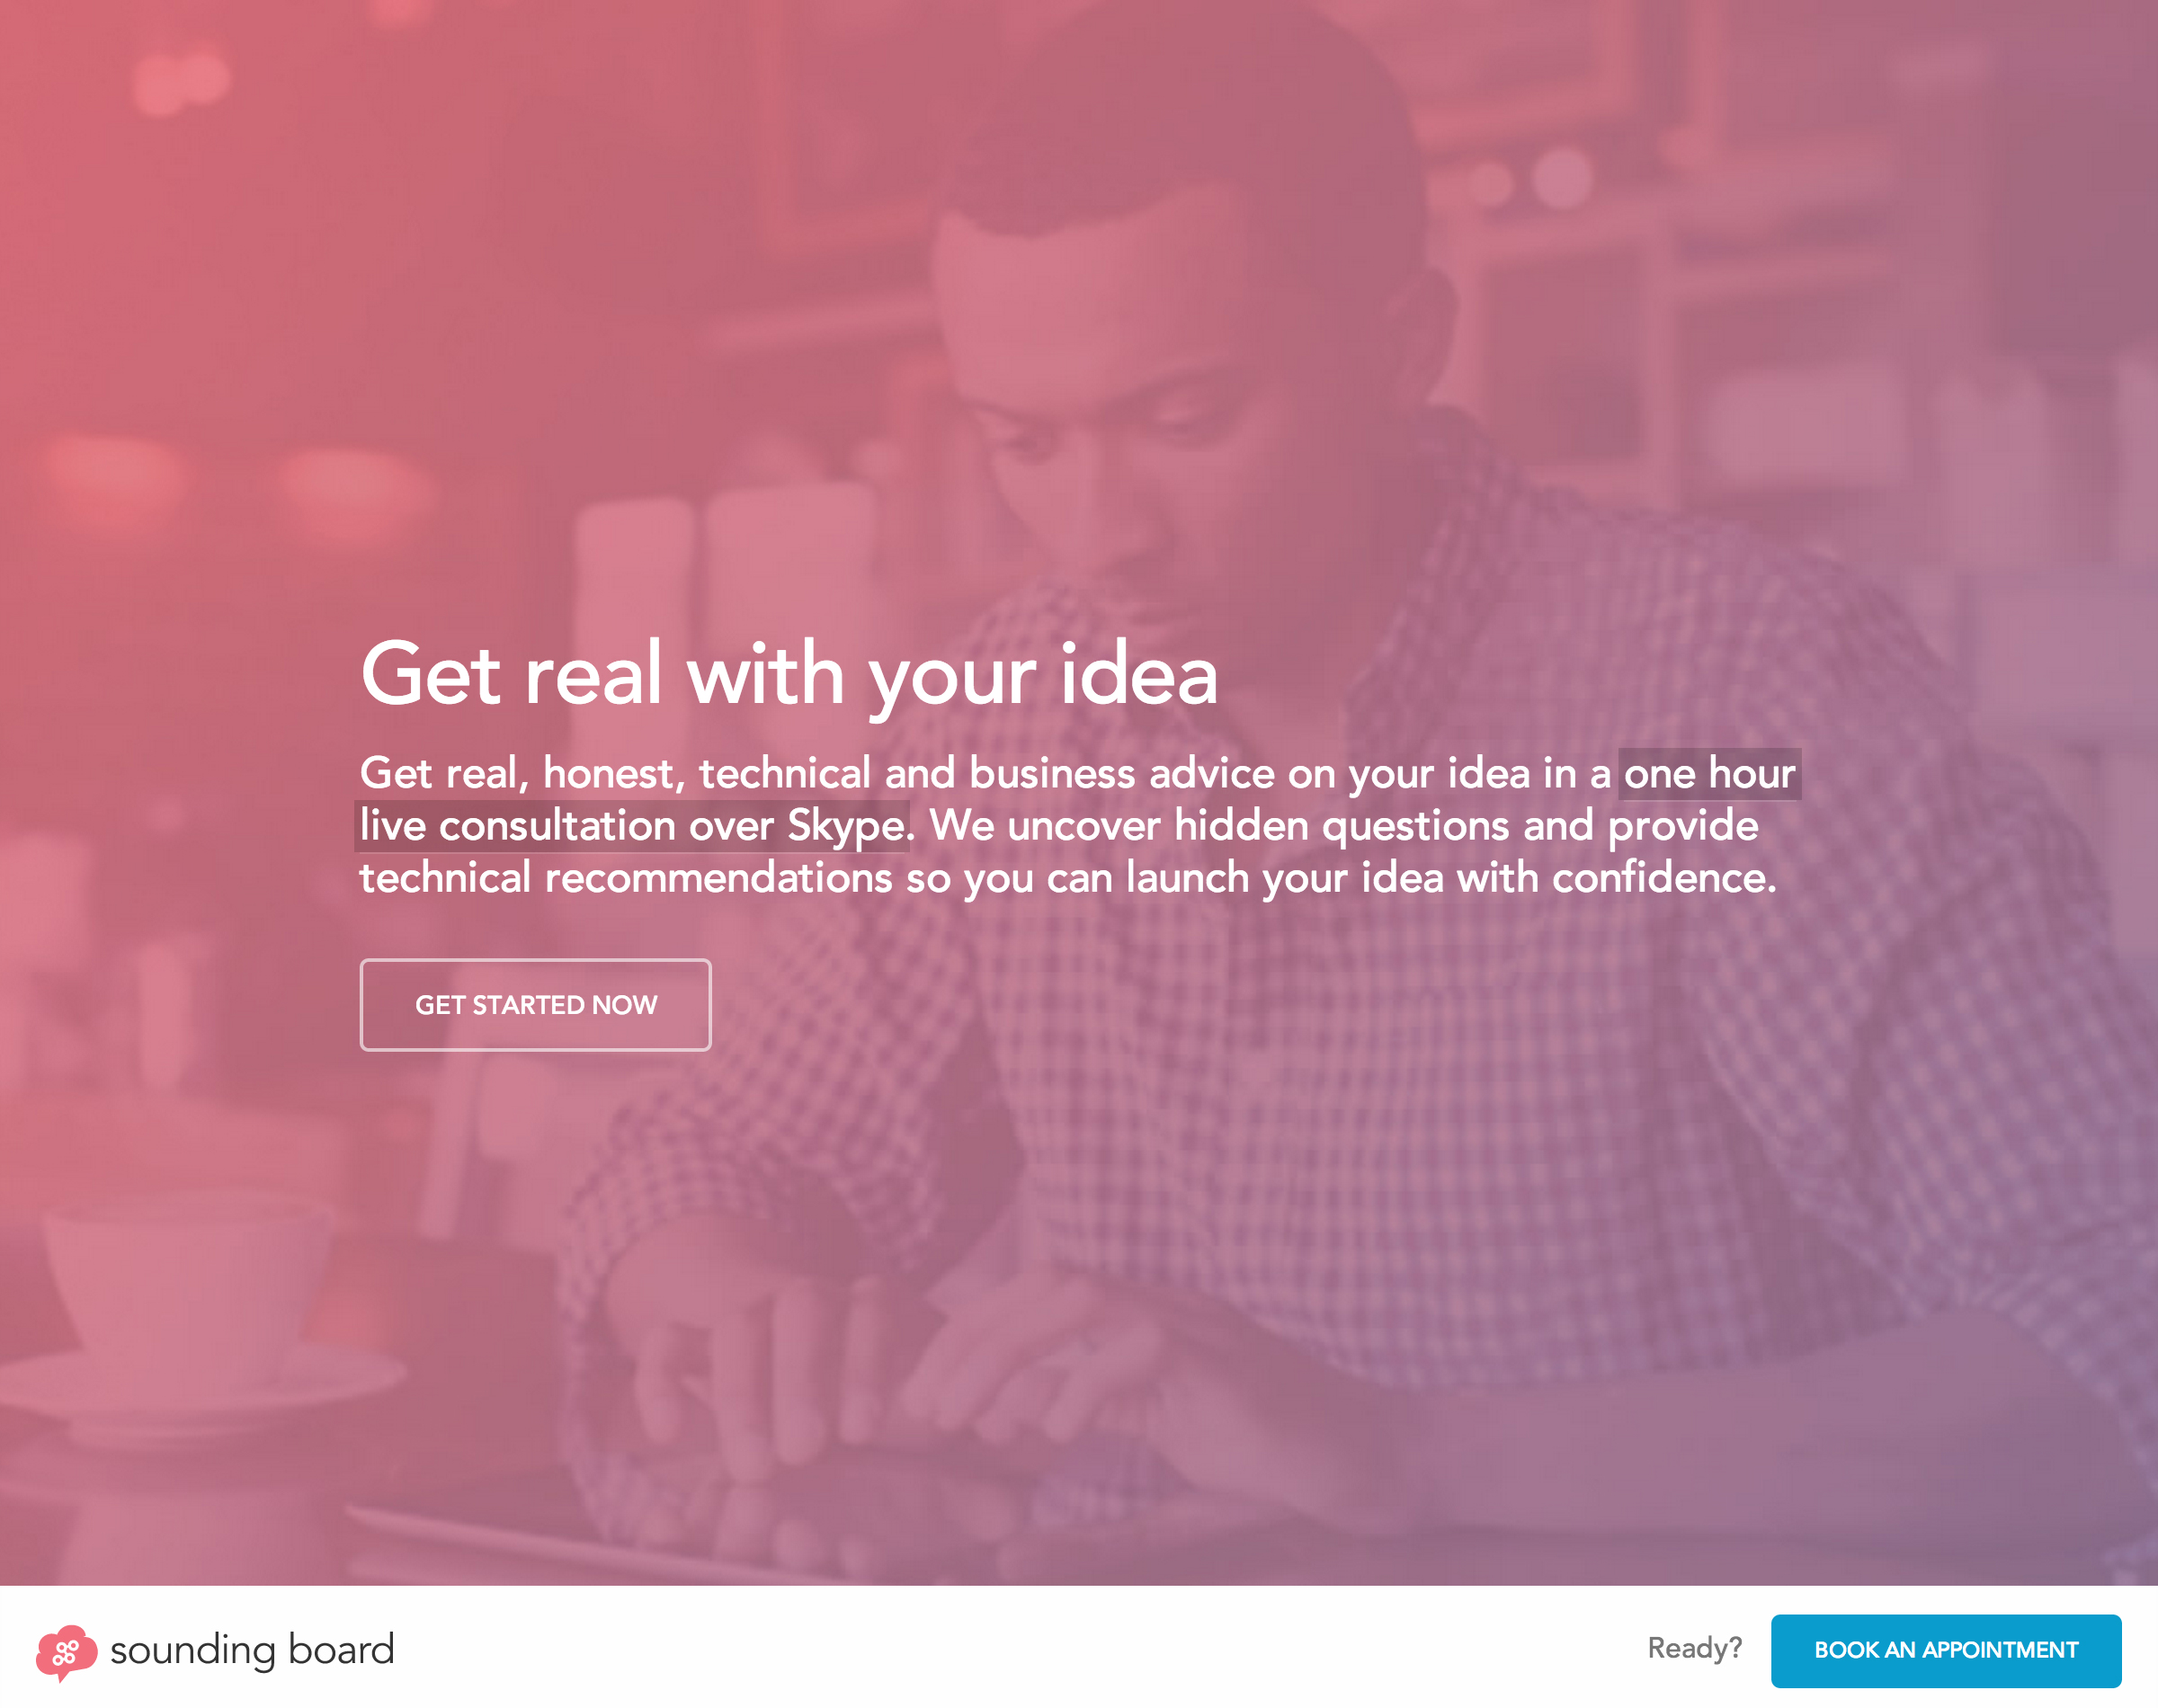 Get real with your idea
Get real, honest, technical and business advice on your idea in a one hour
live consultation over Skype. We uncover hidden questions and provide
technical recommendations so you can launch your idea with confidence.
GET STARTED NOW
sounding board
Ready?
BOOK AN APPOINTMENT